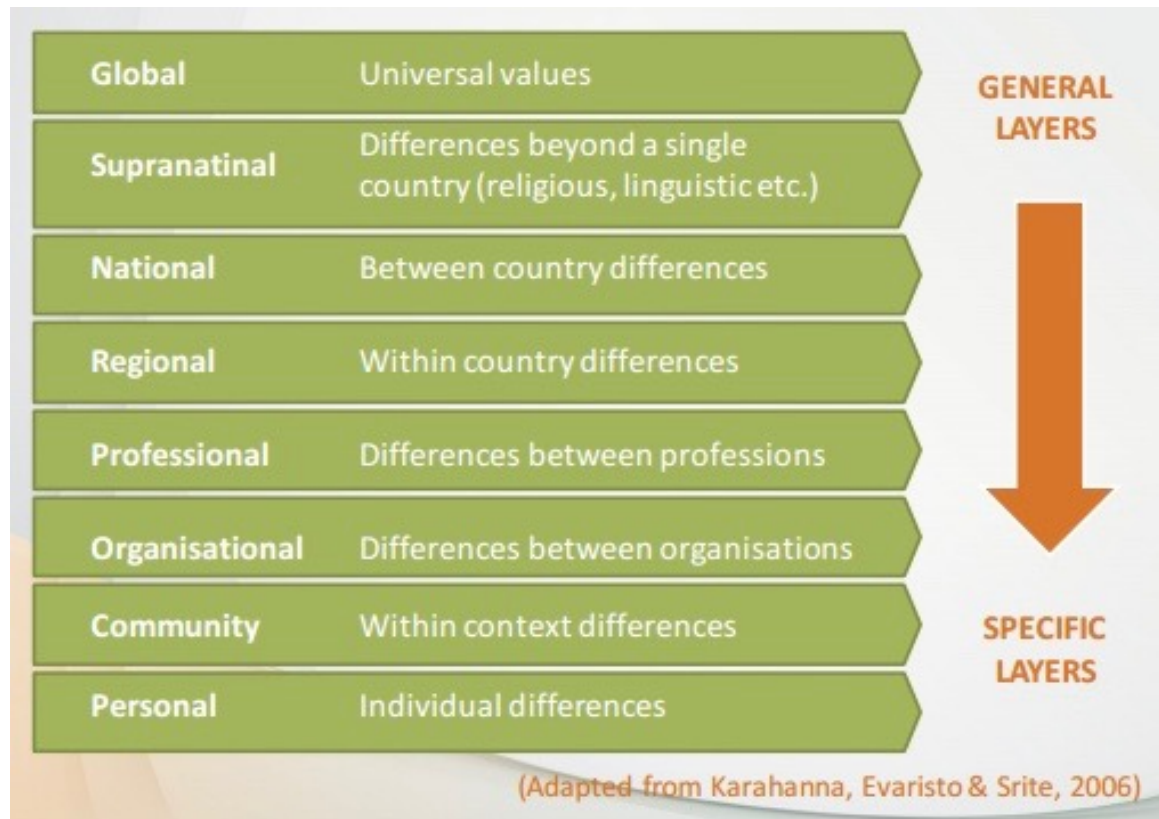 Global Universal values
GENERAL
LAYERS
Supranatinal Differences beyond a single
country (religious, linguistic etc.)
National Between country differences
Regional Within country differences
Professional Differences between professions
Organisational Differences between organisations
Community Within context differences
SPECIFIC
LAYERS
Personal Individual differences
(Adapted from Karahanna, Evaristo & Srite, 2006)